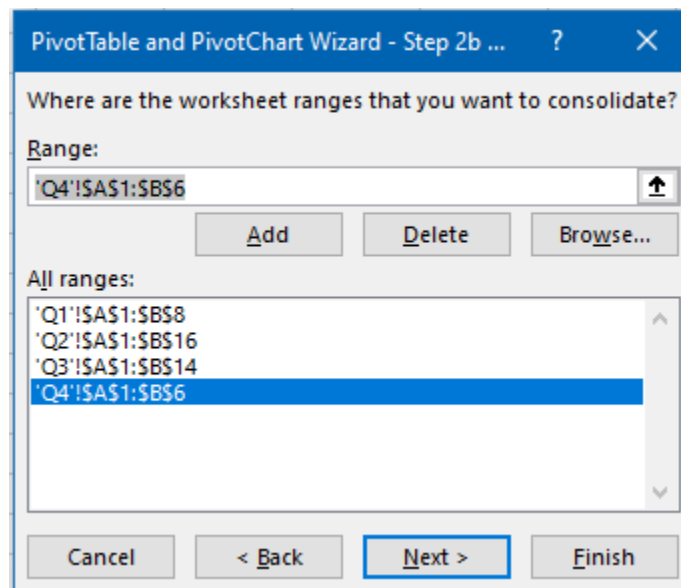 PivotTable and PivotChart Wizard - Step 2b ... ?
Where are the worksheet ranges that you want to consolidate?
Range:
'Q4'!$A$1:$B$6
Add Delete Browse...
All ranges:
'Q1'!$A$1:$B$8
'Q2'!$A$1:$B$16
'Q3'!$A$1:$B$14
'Q4'!$A$1:$B$6
Cancel < Back Next > Finish